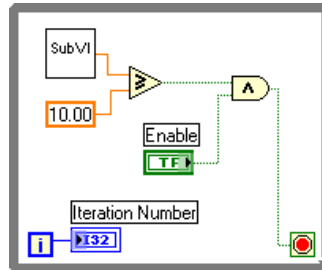 SubVI
≥
10.00
∧
Enable
TF
Iteration Number
i
I32